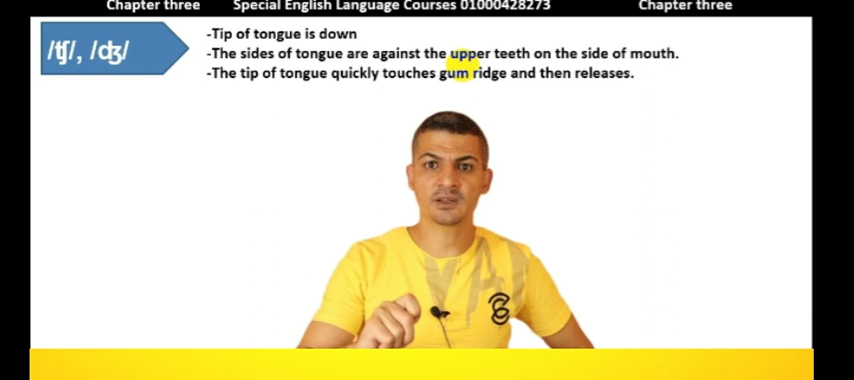 Chapter three Special English Language Courses 01000428273 Chapter three
/ʧ/, /ʤ/
-Tip of tongue is down
-The sides of tongue are against the upper teeth on the side of mouth.
-The tip of tongue quickly touches gum ridge and then releases.